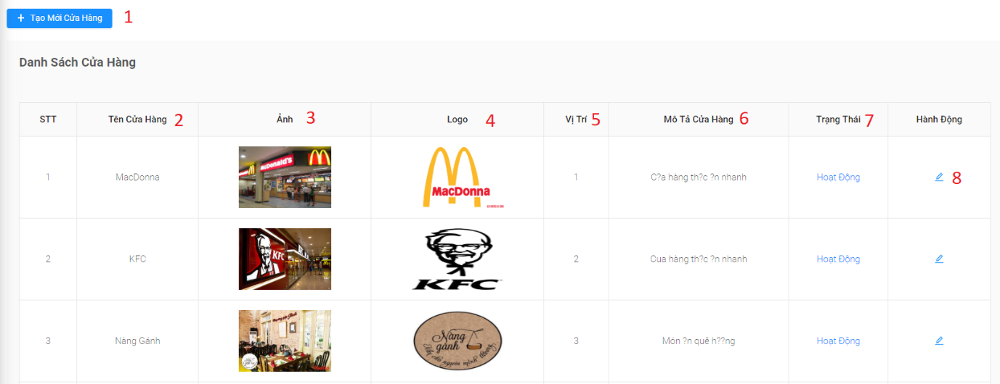 + Tạo Mới Cửa Hàng 1
Danh Sách Cửa Hàng
STT Tên Cửa Hàng 2 Ảnh 3 Logo 4 Vị Trí 5 Mô Tả Cửa Hàng 6 Trạng Thái 7 Hành Động
McDonald's
MacDonna
1 MacDonna 1 C?a hàng th?c ?n nhanh Hoạt Động 8
KFC
KFC
2 KFC 2 Cua hàng th?c ?n nhanh Hoạt Động
Nàng
gánh
3 Nàng Gánh 3 Món ?n quê h??ng Hoạt Động